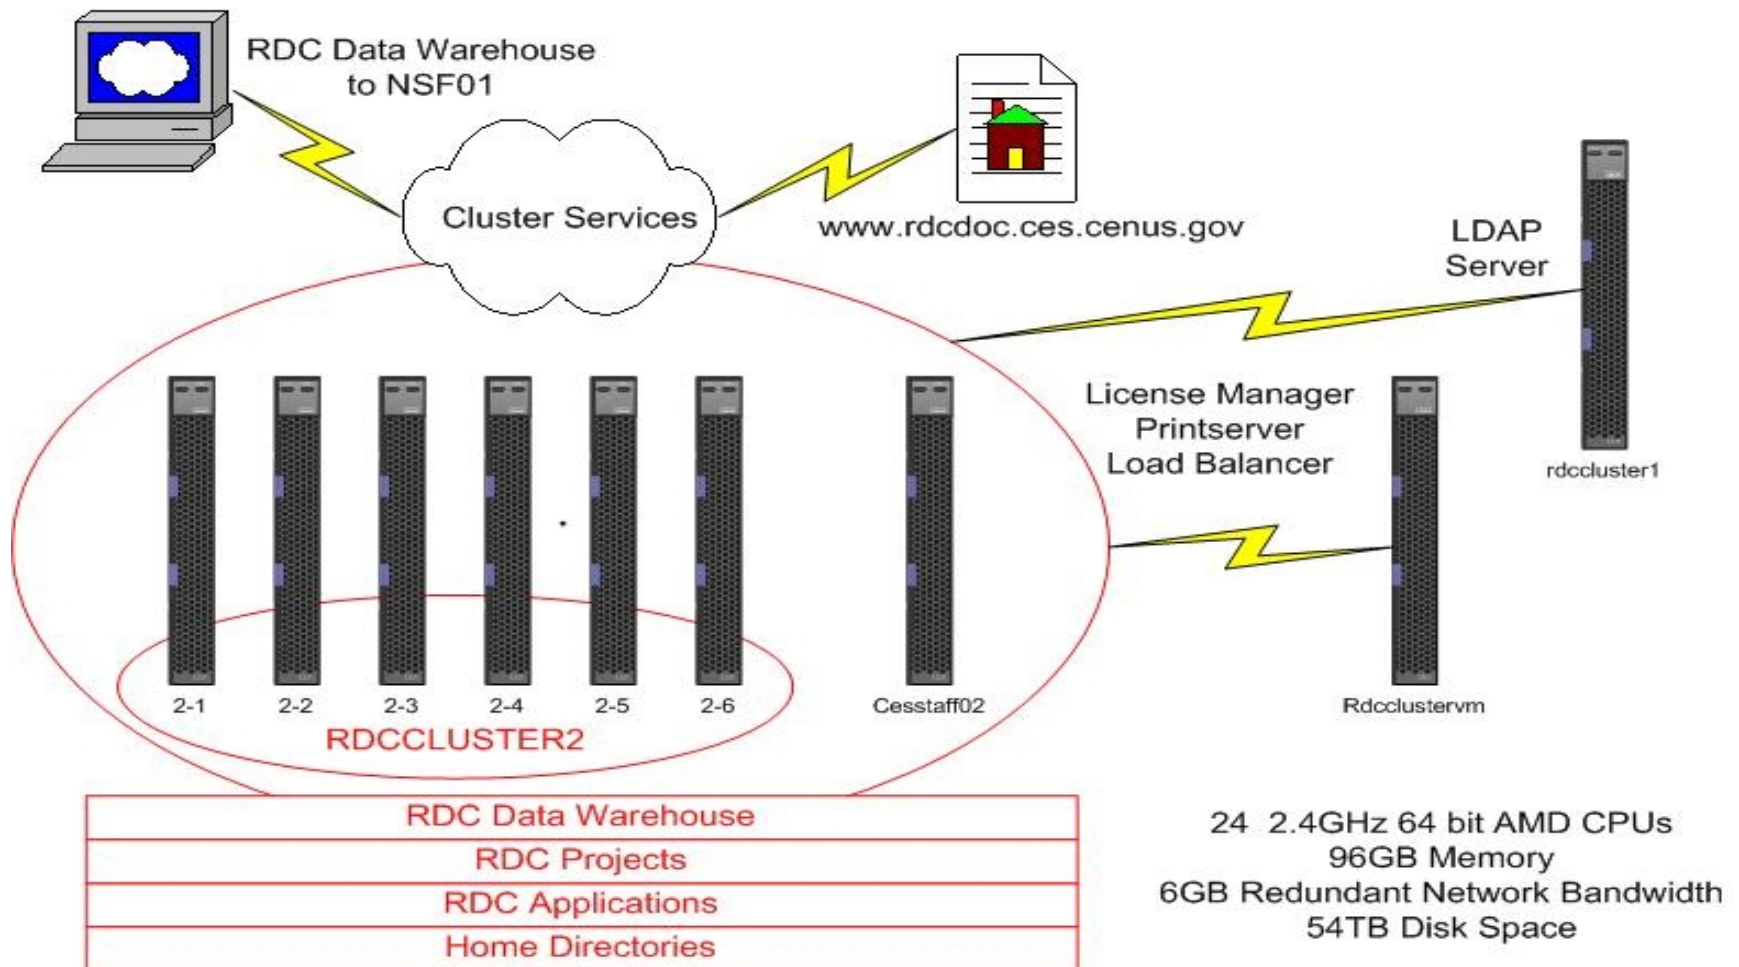 RDC Data Warehouse
to NSF01
Cluster Services
www.rdcdoc.ces.cenus.gov
LDAP
Server
rdccluster1
License Manager
Printserver
Load Balancer
2-1
2-2
2-3
2-4
2-5
2-6
Cesstaff02
Rdcclustervm
RDCCLUSTER2
RDC Data Warehouse
RDC Projects
RDC Applications
Home Directories
24 2.4GHz 64 bit AMD CPUs
96GB Memory
6GB Redundant Network Bandwidth
54TB Disk Space